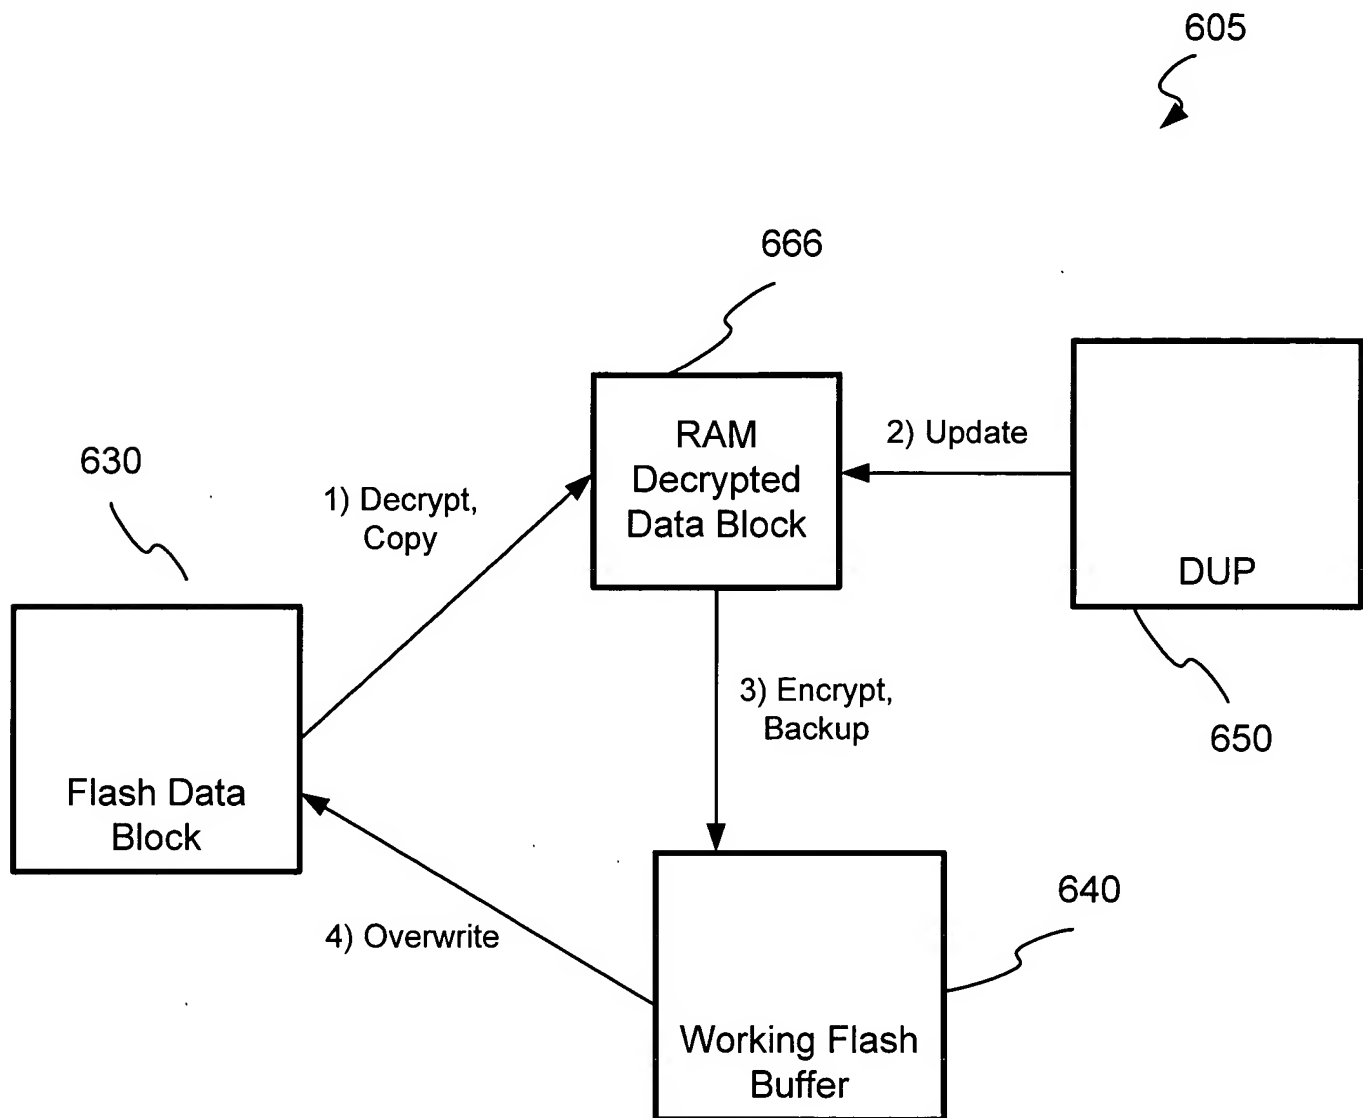 605
666
RAM
Decrypted
Data Block
2) Update
DUP
650
630
1) Decrypt,
Copy
3) Encrypt,
Backup
Flash Data
Block
4) Overwrite
640
Working Flash
Buffer